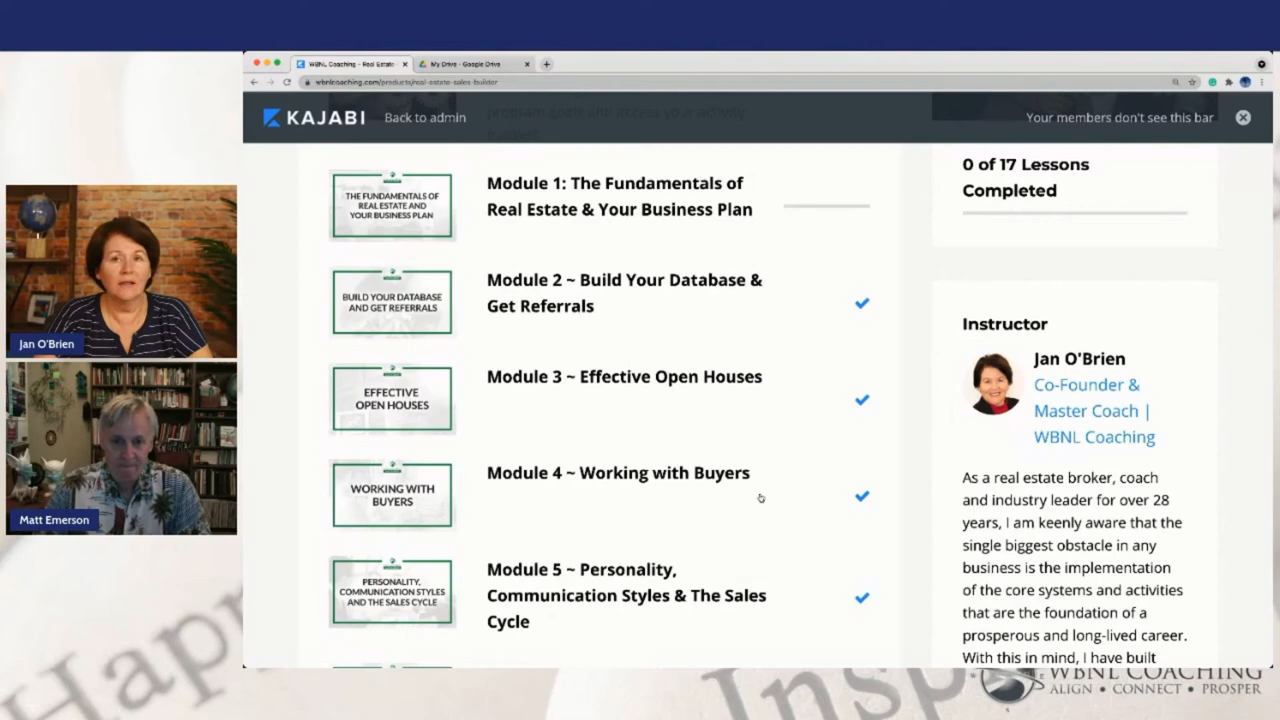 WBNL Coaching - Real Estate
My Drive - Google Drive
wbnlcoaching.com/products/real-estate-sales-builder
KAJABI
Back to admin
Your members don't see this bar
program goals and access your activity
THE FUNDAMENTALS OF
REAL ESTATE AND
YOUR BUSINESS PLAN
Module 1: The Fundamentals of
Real Estate & Your Business Plan
BUILD YOUR DATABASE
AND GET REFERRALS
Module 2 ~ Build Your Database &
Get Referrals
EFFECTIVE
OPEN HOUSES
Module 3 ~ Effective Open Houses
WORKING WITH
BUYERS
Module 4 ~ Working with Buyers
PERSONALITY,
COMMUNICATION STYLES
AND THE SALES CYCLE
Module 5 ~ Personality,
Communication Styles & The Sales
Cycle
0 of 17 Lessons
Completed
Instructor
Jan O'Brien
Co-Founder &
Master Coach |
WBNL Coaching
As a real estate broker, coach
and industry leader for over 28
years, I am keenly aware that the
single biggest obstacle in any
business is the implementation
of the core systems and activities
that are the foundation of a
prosperous and long-lived career.
With this in mind, I have built
Jan O'Brien
Matt Emerson
WBNL COACHING
ALIGN • CONNECT • PROSPER